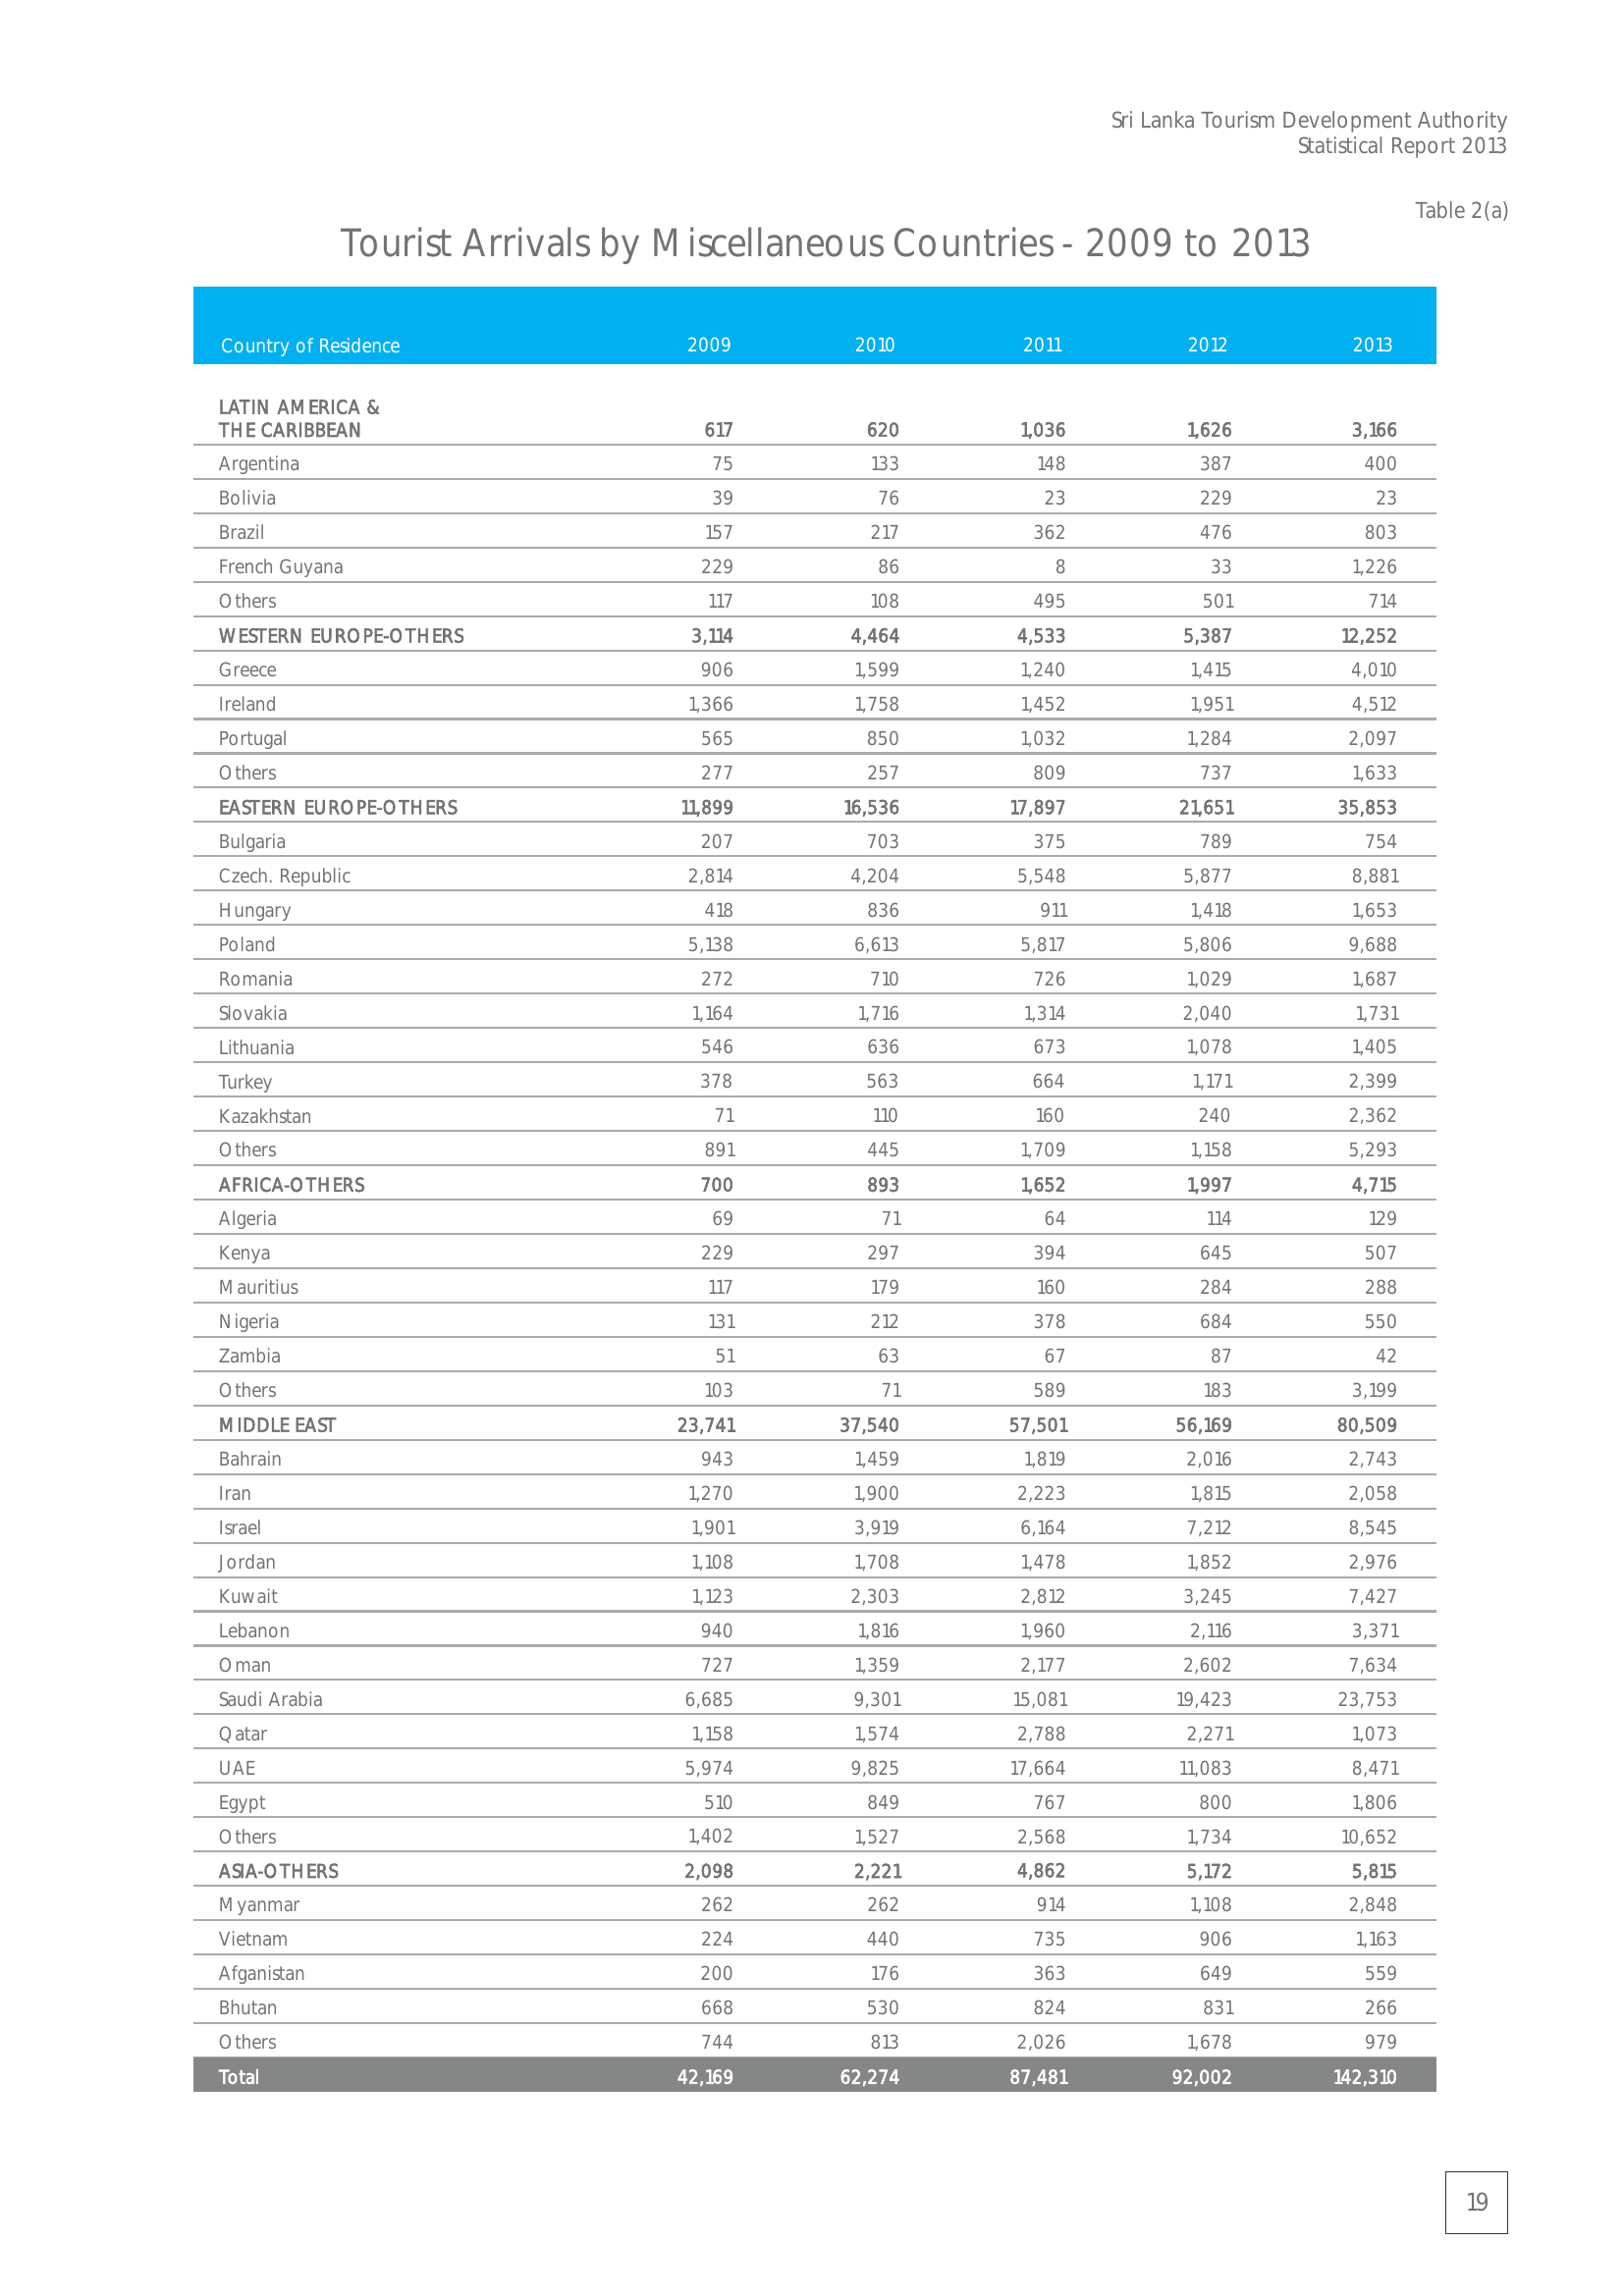 Sri Lanka Tourism Development Authority
Statistical Report 2013
Table 2(a)
Tourist Arrivals by Miscellaneous Countries - 2009 to 2013
Country of Residence 2009 2010 2011 2012 2013
LATIN AMERICA &
THE CARIBBEAN 617 620 1,036 1,626 3,166
Argentina 75 133 148 387 400
Bolivia 39 76 23 229 23
Brazil 157 217 362 476 803
French Guyana 229 86 8 33 1,226
Others 117 108 495 501 714
WESTERN EUROPE-OTHERS 3,114 4,464 4,533 5,387 12,252
Greece 906 1,599 1,240 1,415 4,010
Ireland 1,366 1,758 1,452 1,951 4,512
Portugal 565 850 1,032 1,284 2,097
Others 277 257 809 737 1,633
EASTERN EUROPE-OTHERS 11,899 16,536 17,897 21,651 35,853
Bulgaria 207 703 375 789 754
Czech. Republic 2,814 4,204 5,548 5,877 8,881
Hungary 418 836 911 1,418 1,653
Poland 5,138 6,613 5,817 5,806 9,688
Romania 272 710 726 1,029 1,687
Slovakia 1,164 1,716 1,314 2,040 1,731
Lithuania 546 636 673 1,078 1,405
Turkey 378 563 664 1,171 2,399
Kazakhstan 71 110 160 240 2,362
Others 891 445 1,709 1,158 5,293
AFRICA-OTHERS 700 893 1,652 1,997 4,715
Algeria 69 71 64 114 129
Kenya 229 297 394 645 507
Mauritius 117 179 160 284 288
Nigeria 131 212 378 684 550
Zambia 51 63 67 87 42
Others 103 71 589 183 3,199
MIDDLE EAST 23,741 37,540 57,501 56,169 80,509
Bahrain 943 1,459 1,819 2,016 2,743
Iran 1,270 1,900 2,223 1,815 2,058
Israel 1,901 3,919 6,164 7,212 8,545
Jordan 1,108 1,708 1,478 1,852 2,976
Kuwait 1,123 2,303 2,812 3,245 7,427
Lebanon 940 1,816 1,960 2,116 3,371
Oman 727 1,359 2,177 2,602 7,634
Saudi Arabia 6,685 9,301 15,081 19,423 23,753
Qatar 1,158 1,574 2,788 2,271 1,073
UAE 5,974 9,825 17,664 11,083 8,471
Egypt 510 849 767 800 1,806
Others 1,402 1,527 2,568 1,734 10,652
ASIA-OTHERS 2,098 2,221 4,862 5,172 5,815
Myanmar 262 262 914 1,108 2,848
Vietnam 224 440 735 906 1,163
Afganistan 200 176 363 649 559
Bhutan 668 530 824 831 266
Others 744 813 2,026 1,678 979
Total 42,169 62,274 87,481 92,002 142,310
19